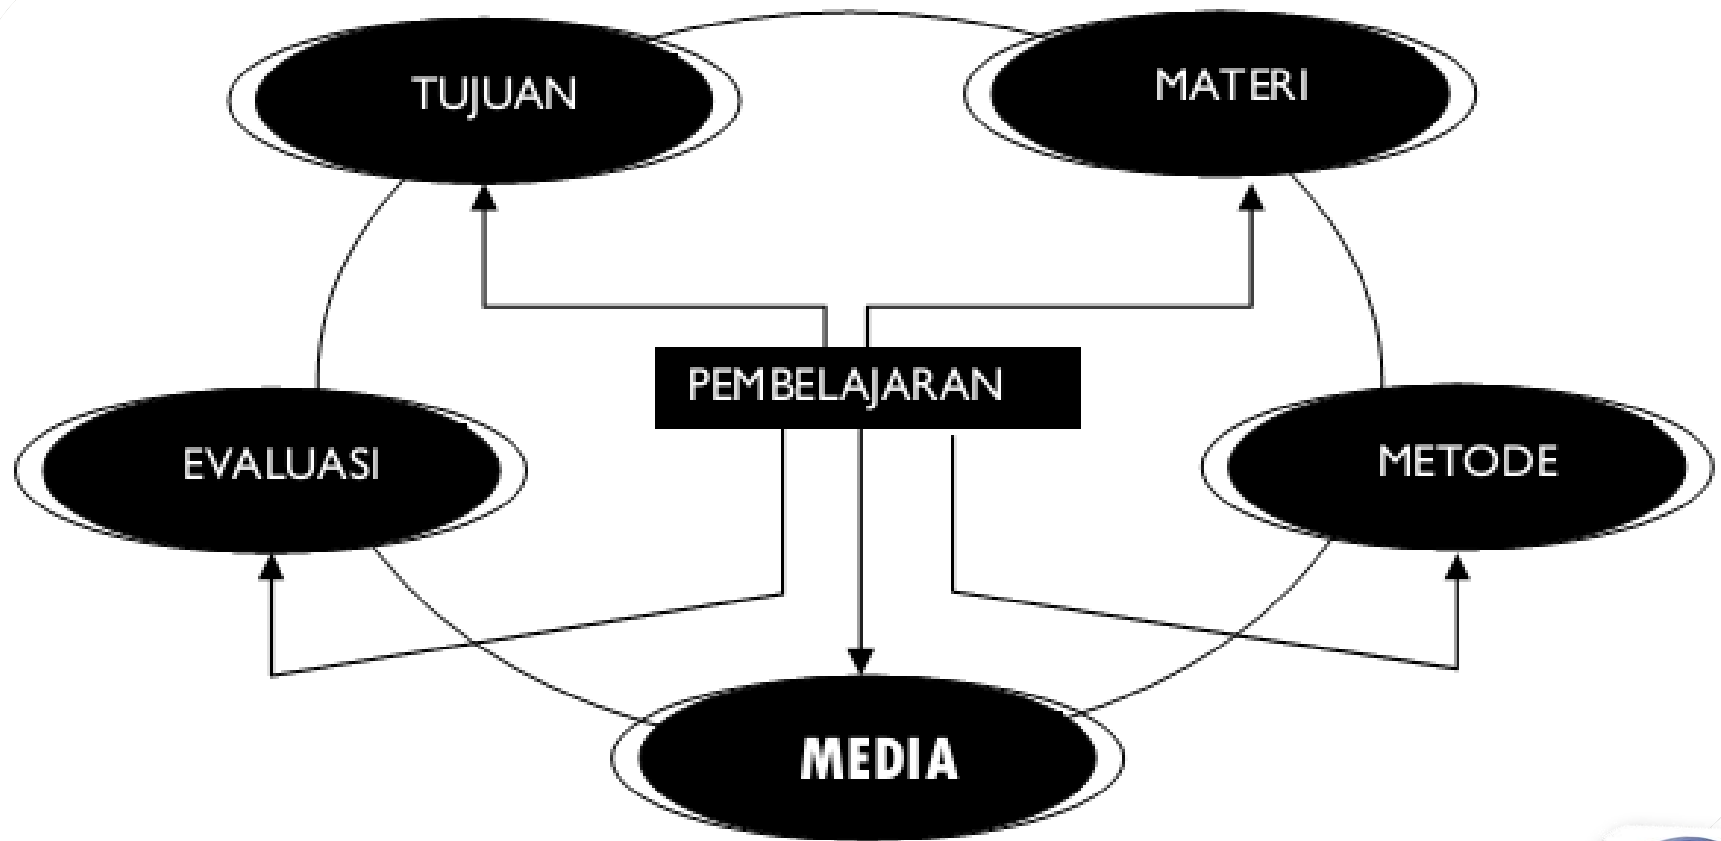 TUJUAN
MATERI
PEMBELAJARAN
EVALUASI
METODE
MEDIA